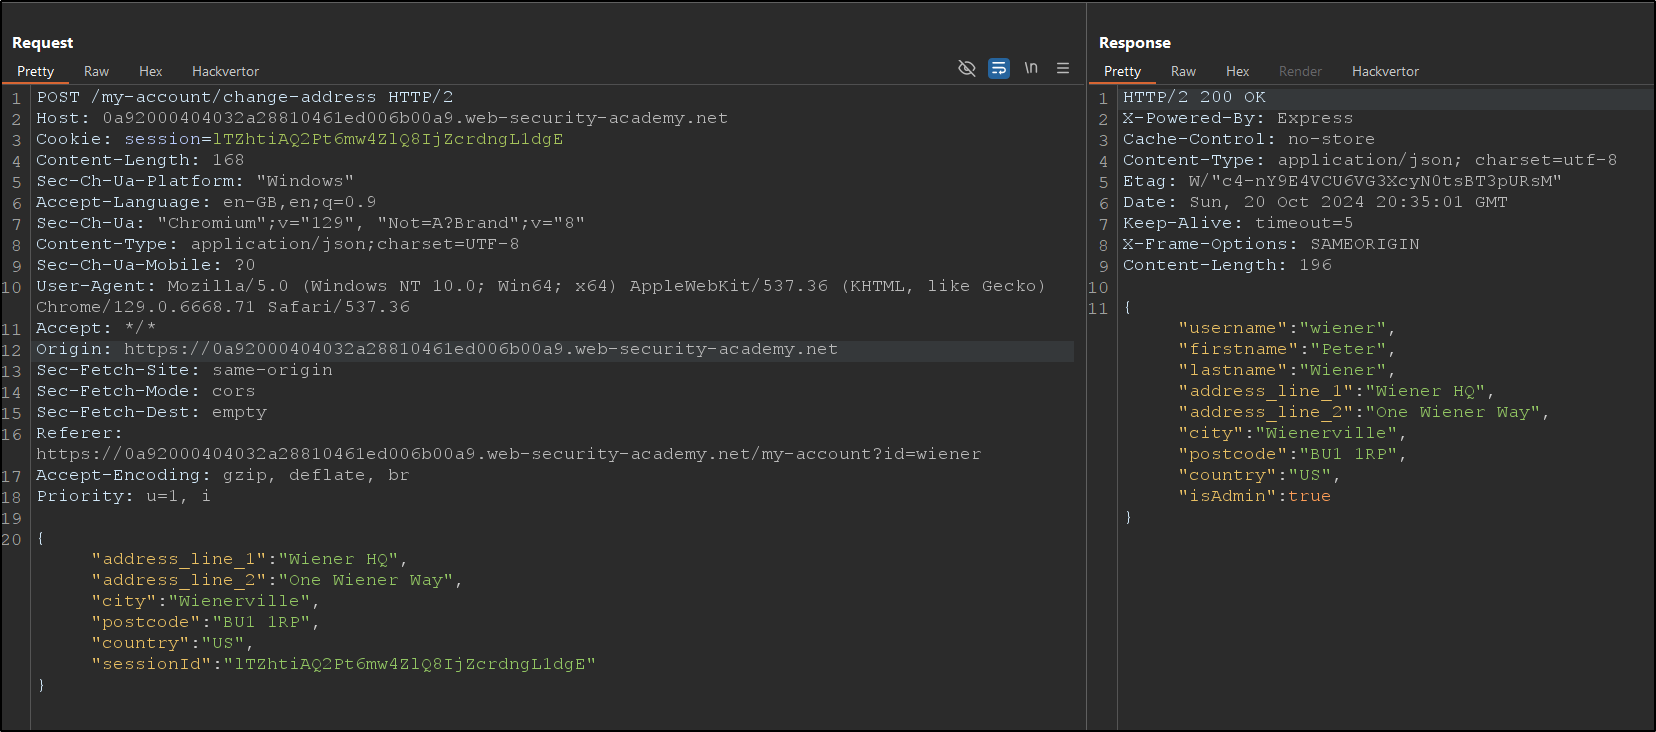 Request
Pretty Raw Hex Hackvertor \n
1 POST /my-account/change-address HTTP/2
2 Host: 0a92000404032a28810461ed006b00a9.web-security-academy.net
3 Cookie: session=lTZhtiAQ2Pt6mw4ZlQ8IjZcrdngL1dgE
4 Content-Length: 168
5 Sec-Ch-Ua-Platform: "Windows"
6 Accept-Language: en-GB,en;q=0.9
7 Sec-Ch-Ua: "Chromium";v="129", "Not=A?Brand";v="8"
8 Content-Type: application/json;charset=UTF-8
9 Sec-Ch-Ua-Mobile: ?0
10 User-Agent: Mozilla/5.0 (Windows NT 10.0; Win64; x64) AppleWebKit/537.36 (KHTML, like Gecko)
Chrome/129.0.6668.71 Safari/537.36
11 Accept: */*
12 Origin: https://0a92000404032a28810461ed006b00a9.web-security-academy.net
13 Sec-Fetch-Site: same-origin
14 Sec-Fetch-Mode: cors
15 Sec-Fetch-Dest: empty
16 Referer:
https://0a92000404032a28810461ed006b00a9.web-security-academy.net/my-account?id=wiener
17 Accept-Encoding: gzip, deflate, br
18 Priority: u=1, i
19
20 {
"address_line_1":"Wiener HQ",
"address_line_2":"One Wiener Way",
"city":"Wienerville",
"postcode":"BU1 1RP",
"country":"US",
"sessionId":"lTZhtiAQ2Pt6mw4ZlQ8IjZcrdngL1dgE"
}
Response
Pretty Raw Hex Render Hackvertor
1 HTTP/2 200 OK
2 X-Powered-By: Express
3 Cache-Control: no-store
4 Content-Type: application/json; charset=utf-8
5 Etag: W/"c4-nY9E4VCU6VG3XcyN0tsBT3pURsM"
6 Date: Sun, 20 Oct 2024 20:35:01 GMT
7 Keep-Alive: timeout=5
8 X-Frame-Options: SAMEORIGIN
9 Content-Length: 196
10
11 {
"username":"wiener",
"firstname":"Peter",
"lastname":"Wiener",
"address_line_1":"Wiener HQ",
"address_line_2":"One Wiener Way",
"city":"Wienerville",
"postcode":"BU1 1RP",
"country":"US",
"isAdmin":true
}